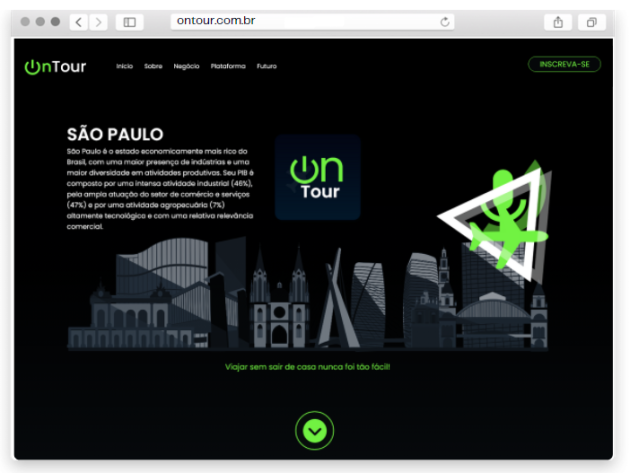 ontour.com.br
OnTour
Início Sobre Negócio Plataforma Futuro
INSCREVA-SE
SÃO PAULO
São Paulo é o estado economicamente mais rico do
Brasil, com uma maior presença de indústrias e uma
maior diversidade em atividades produtivas. Seu PIB é
composto por uma intensa atividade industrial (46%),
pela ampla atuação do setor de comércio e serviços
(47%) e por uma atividade agropecuária (7%)
altamente tecnológica e com uma relativa relevância
comercial.
On
Tour
Viajar sem sair de casa nunca foi tão fácil!